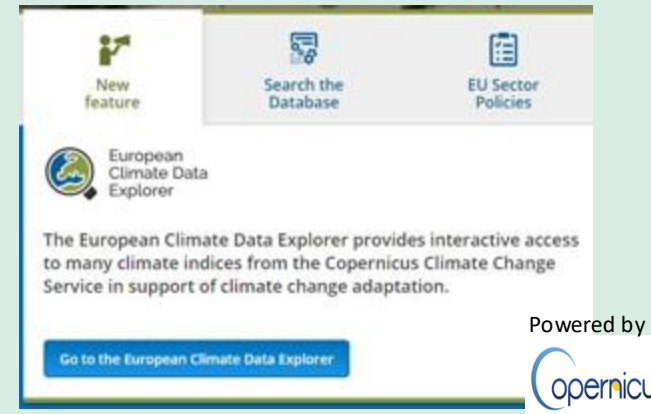 New
feature
Search the
Database
EU Sector
Policies
European
Climate Data
Explorer
The European Climate Data Explorer provides interactive access
to many climate indices from the Copernicus Climate Change
Service in support of climate change adaptation.
Go to the European Climate Data Explorer
Powered by
opernicu